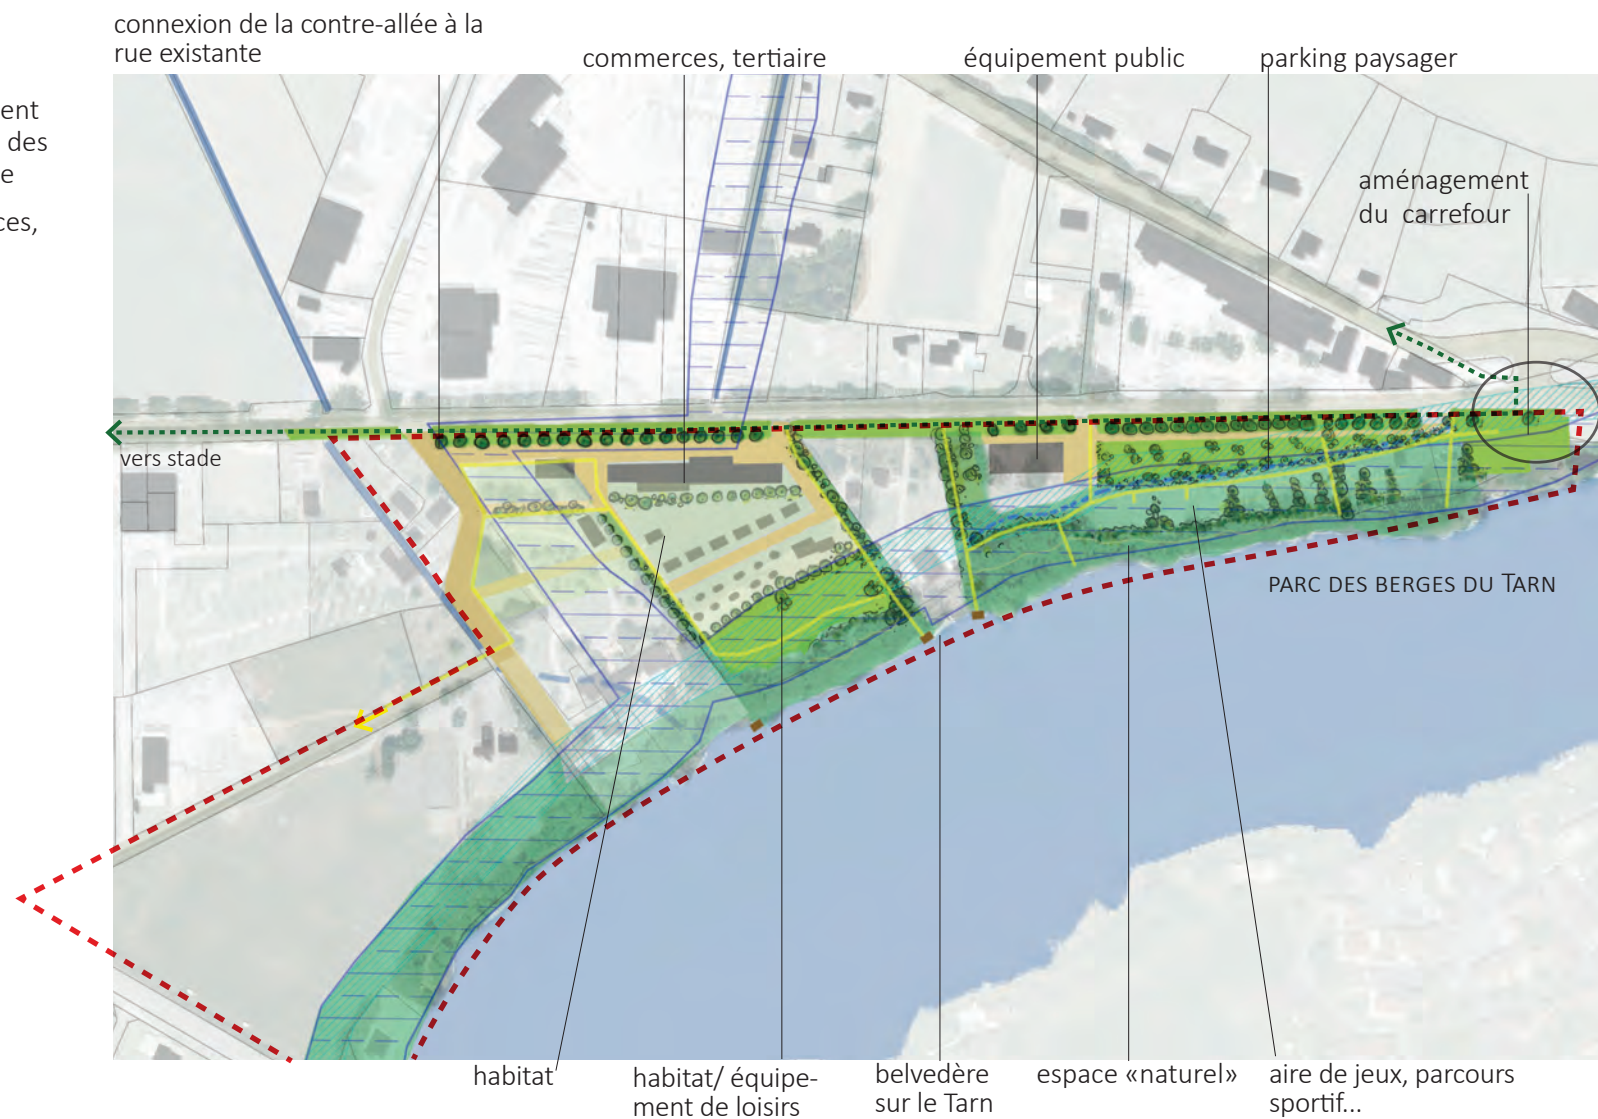 connexion de la contre-allée à la
rue existante
commerces, tertiaire
équipement public
parking paysager
ent
des
e
ces,
aménagement
du carrefour
vers stade
PARC DES BERGES DU TARN
habitat
habitat/ équipe-
ment de loisirs
belvedère
sur le Tarn
espace «naturel»
aire de jeux, parcours
sportif...